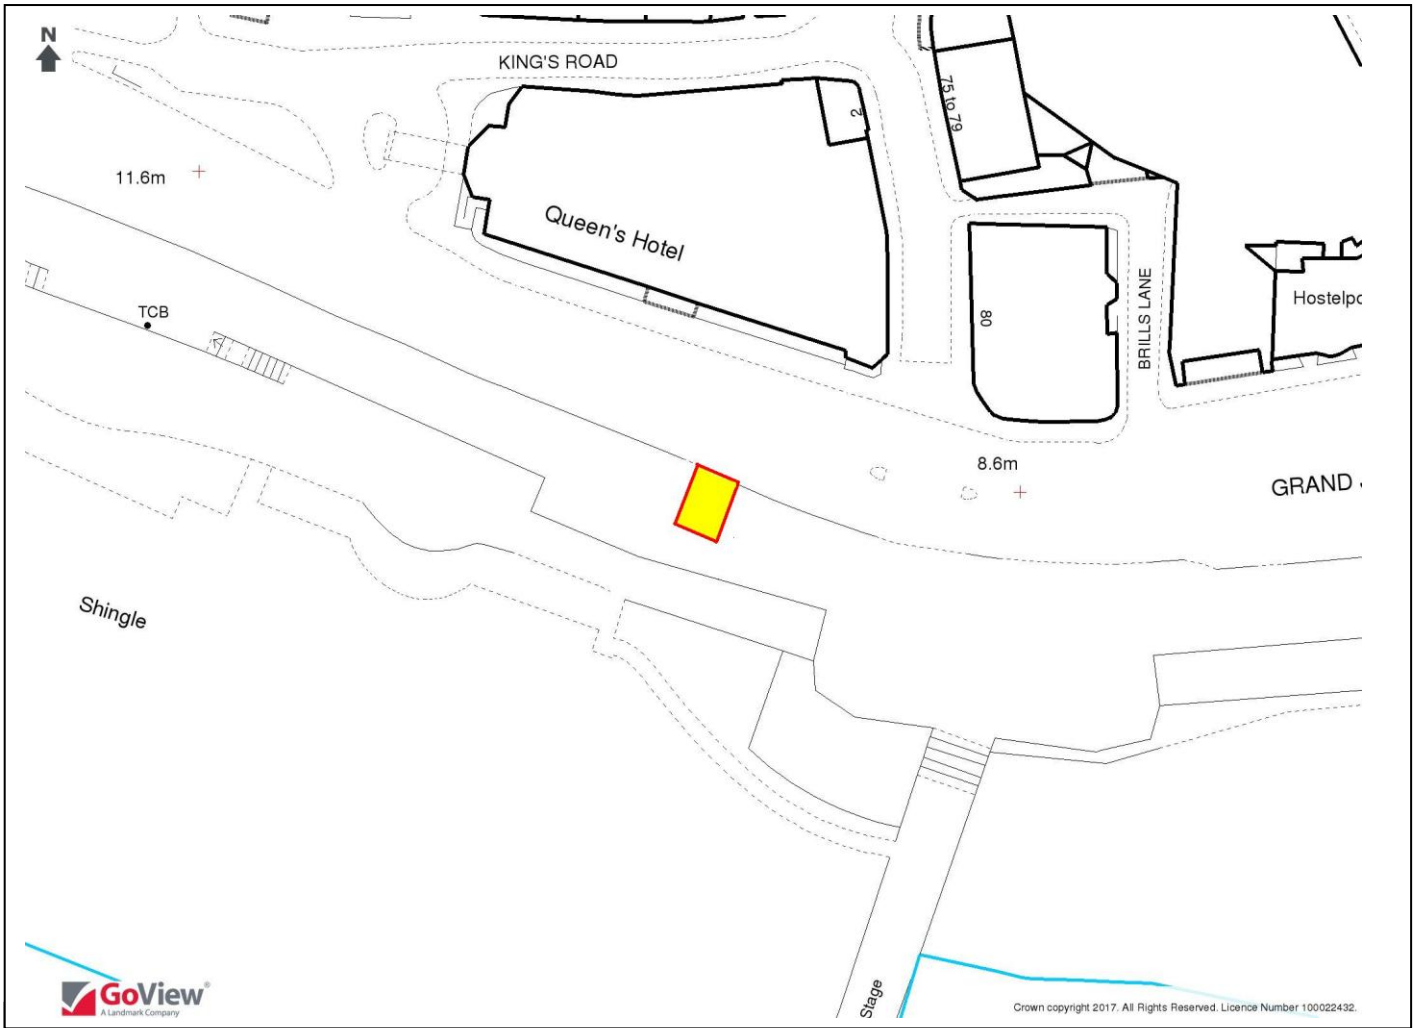 N
KING'S ROAD
75 to 79
2
11.6m
Queen's Hotel
BRILLS LANE
Hostelpo
80
TCB
8.6m
GRAND
Shingle
Stage
GoView®
A Landmark Company
Crown copyright 2017. All Rights Reserved. Licence Number 100022432.